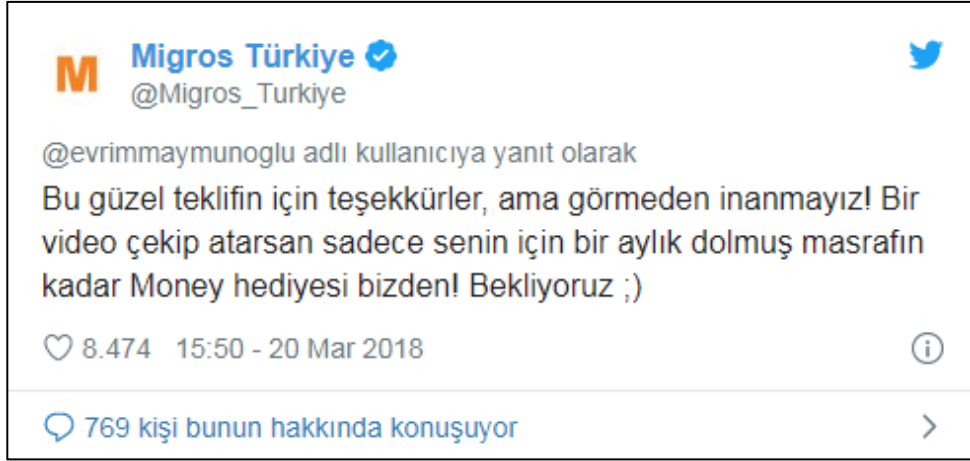 M
Migros Türkiye
@Migros_Turkiye
@evrimmaymunoglu adlı kullanıcıya yanıt olarak
Bu güzel teklifin için teşekkürler, ama görmeden inanmayız! Bir
video çekip atarsan sadece senin için bir aylık dolmuş masrafın
kadar Money hediyesi bizden! Bekliyoruz ;)
8.474 15:50 - 20 Mar 2018
769 kişi bunun hakkında konuşuyor